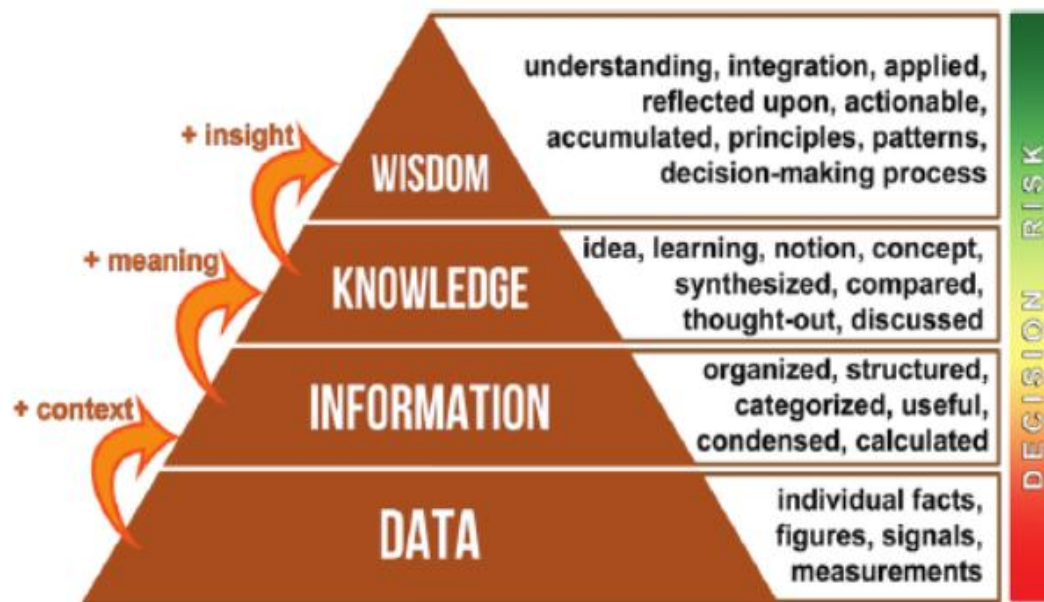 understanding, integration, applied,
reflected upon, actionable,
accumulated, principles, patterns,
decision-making process
+ insight
WISDOM
idea, learning, notion, concept,
synthesized, compared,
thought-out, discussed
+ meaning
KNOWLEDGE
organized, structured,
categorized, useful,
condensed, calculated
+ context
INFORMATION
individual facts,
figures, signals,
measurements
DATA
DECISION RISK